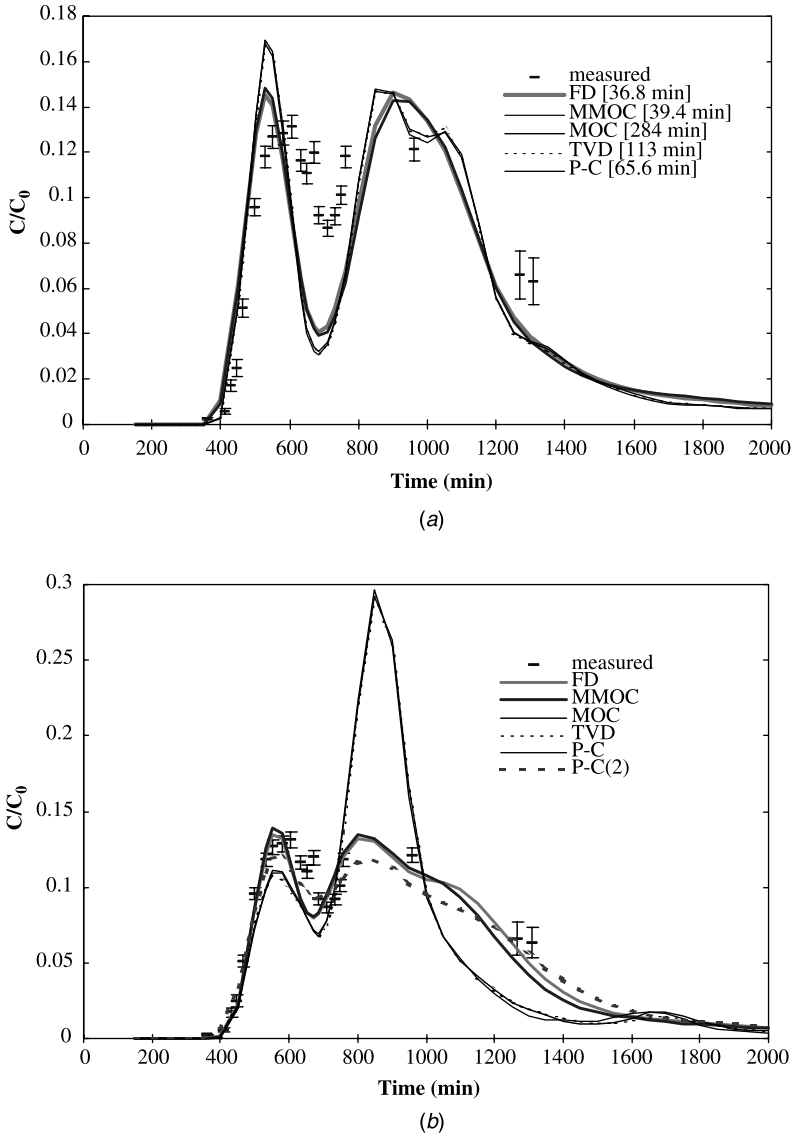 0.18
0.16
0.14
0.12
0.1
0.08
0.06
0.04
0.02
0
C/C0
measured
FD [36.8 min]
MMOC [39.4 min]
MOC [284 min]
TVD [113 min]
P-C [65.6 min]
0 200 400 600 800 1000 1200 1400 1600 1800 2000
Time (min)
(a)
0.3
0.25
0.2
0.15
0.1
0.05
0
C/C0
measured
FD
MMOC
MOC
TVD
P-C
P-C(2)
0 200 400 600 800 1000 1200 1400 1600 1800 2000
Time (min)
(b)